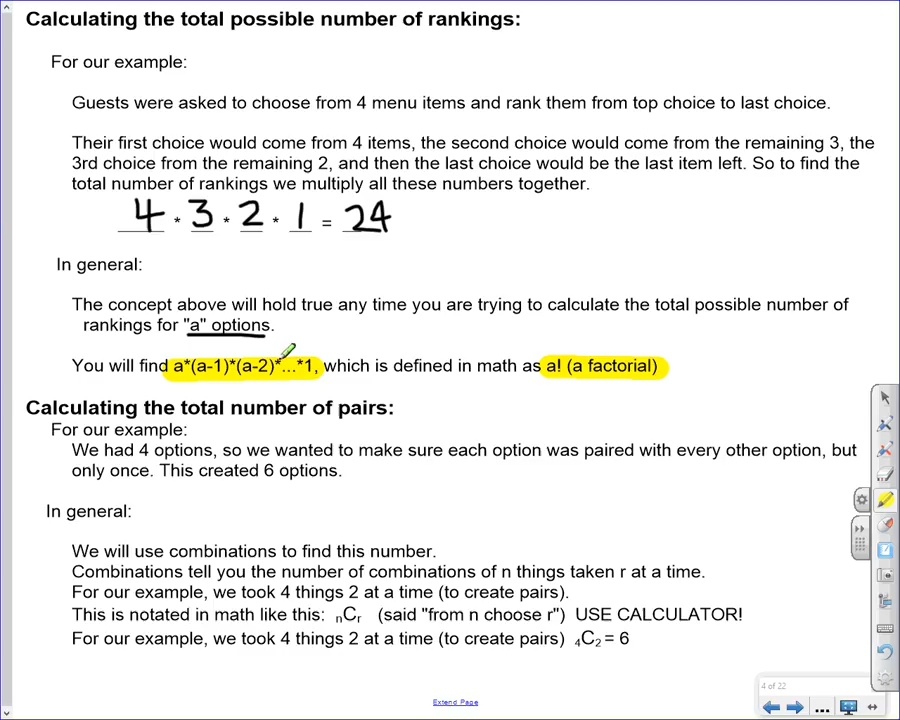 Calculating the total possible number of rankings:
For our example:
Guests were asked to choose from 4 menu items and rank them from top choice to last choice.
Their first choice would come from 4 items, the second choice would come from the remaining 3, the
3rd choice from the remaining 2, and then the last choice would be the last item left. So to find the
total number of rankings we multiply all these numbers together.
4 * 3 * 2 * 1 = 24
In general:
The concept above will hold true any time you are trying to calculate the total possible number of
rankings for "a" options.
You will find a*(a-1)*(a-2)*...*1, which is defined in math as a! (a factorial)
Calculating the total number of pairs:
For our example:
We had 4 options, so we wanted to make sure each option was paired with every other option, but
only once. This created 6 options.
In general:
We will use combinations to find this number.
Combinations tell you the number of combinations of n things taken r at a time.
For our example, we took 4 things 2 at a time (to create pairs).
This is notated in math like this: nCr (said "from n choose r") USE CALCULATOR!
For our example, we took 4 things 2 at a time (to create pairs) 4C2 = 6
4 of 22
Extend Page